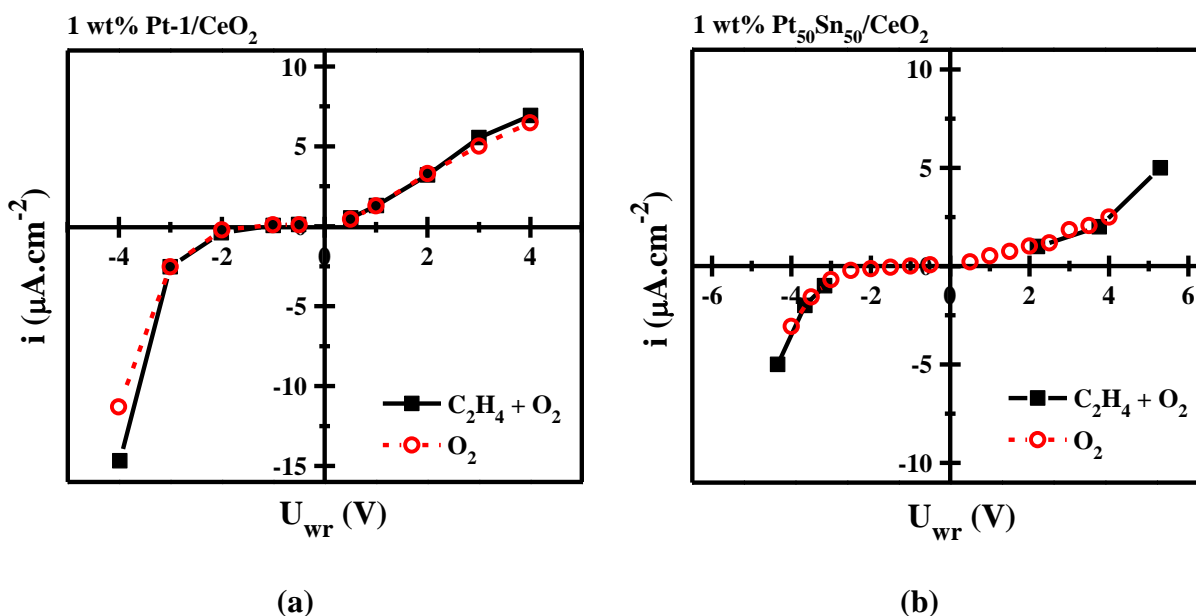 1 wt% Pt-1/CeO₂
10
5
-5
-10
-15
-4
-2
0
2
4
i (µA.cm⁻²)
U_wr (V)
C₂H₄ + O₂
O₂
(a)
1 wt% Pt₅₀Sn₅₀/CeO₂
10
5
-5
-10
-6
-4
-2
0
2
4
6
i (µA.cm⁻²)
U_wr (V)
C₂H₄ + O₂
O₂
(b)